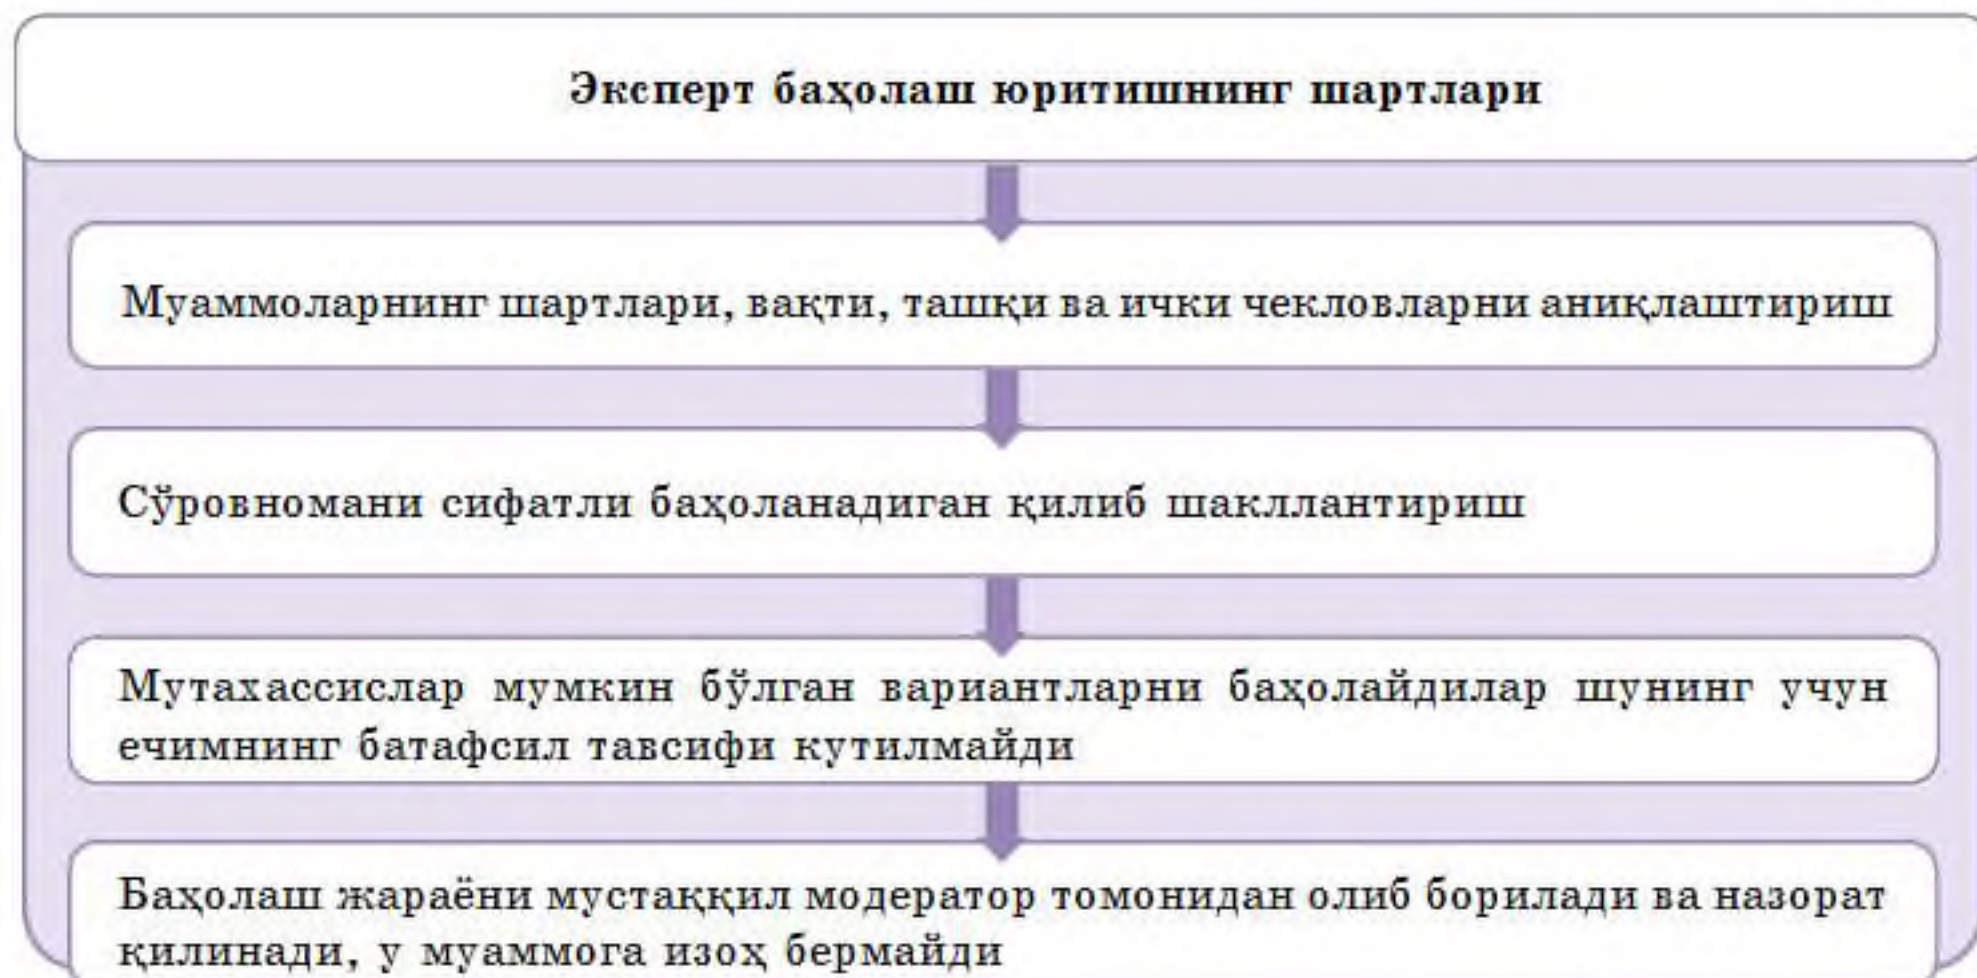 Эксперт баҳолаш юритишнинг шартлари
Муаммоларнинг шартлари, вақти, ташқи ва ички чекловларни аниқлаштириш
Сўровномани сифатли баҳоланадиган қилиб шакллантириш
Мутахассислар мумкин бўлган вариантларни баҳолайдилар шунинг учун
ечимнинг батафсил тавсифи кутилмайди
Баҳолаш жараёни мустаққил модератор томонидан олиб борилади ва назорат
қилинади, у муаммога изоҳ бермайди